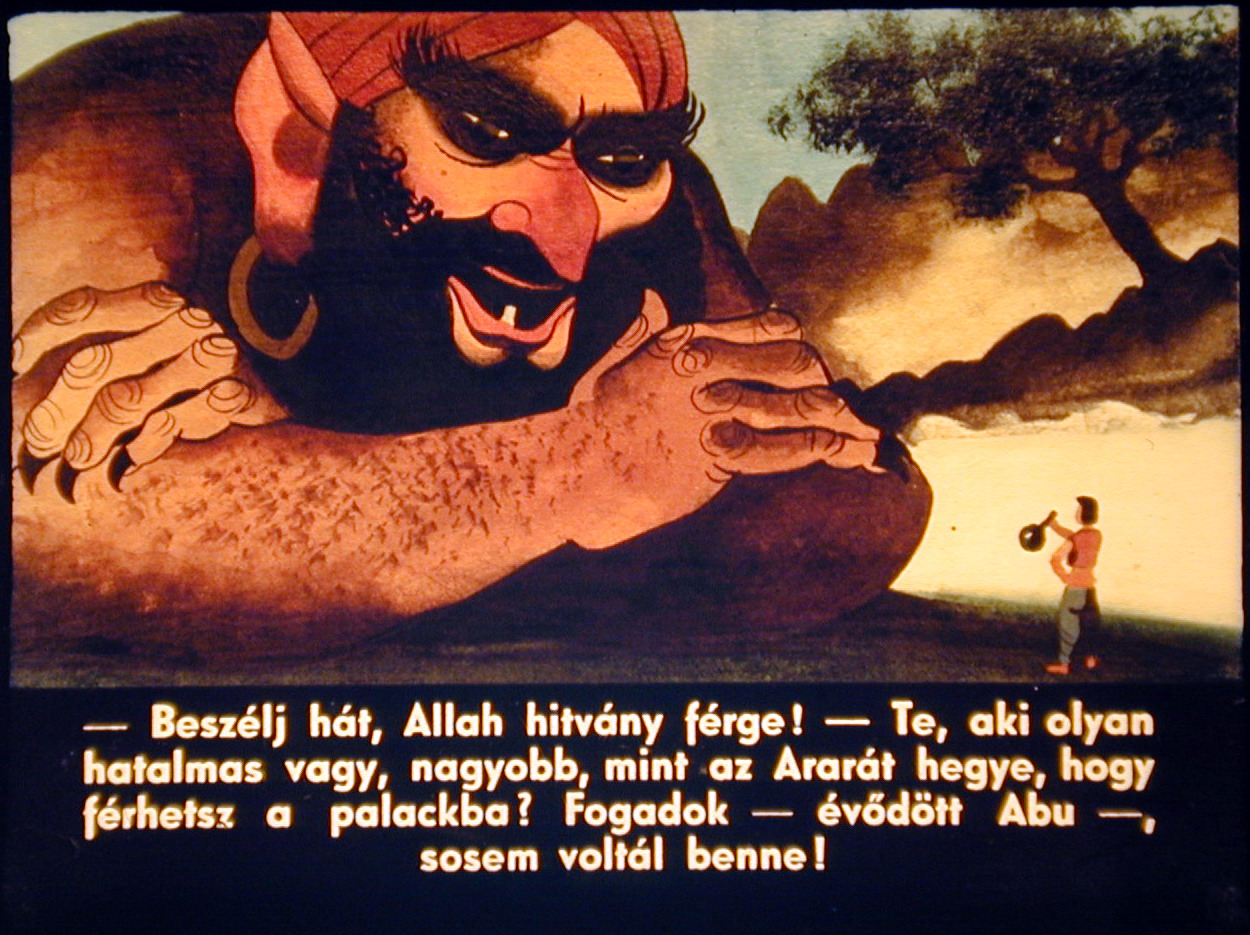 — Beszélj hát, Allah hitvány férge! — Te, aki olyan
hatalmas vagy, nagyobb, mint az Ararát hegye, hogy
férhetsz a palackba? Fogadok — évődött Abu —,
sosem voltál benne!